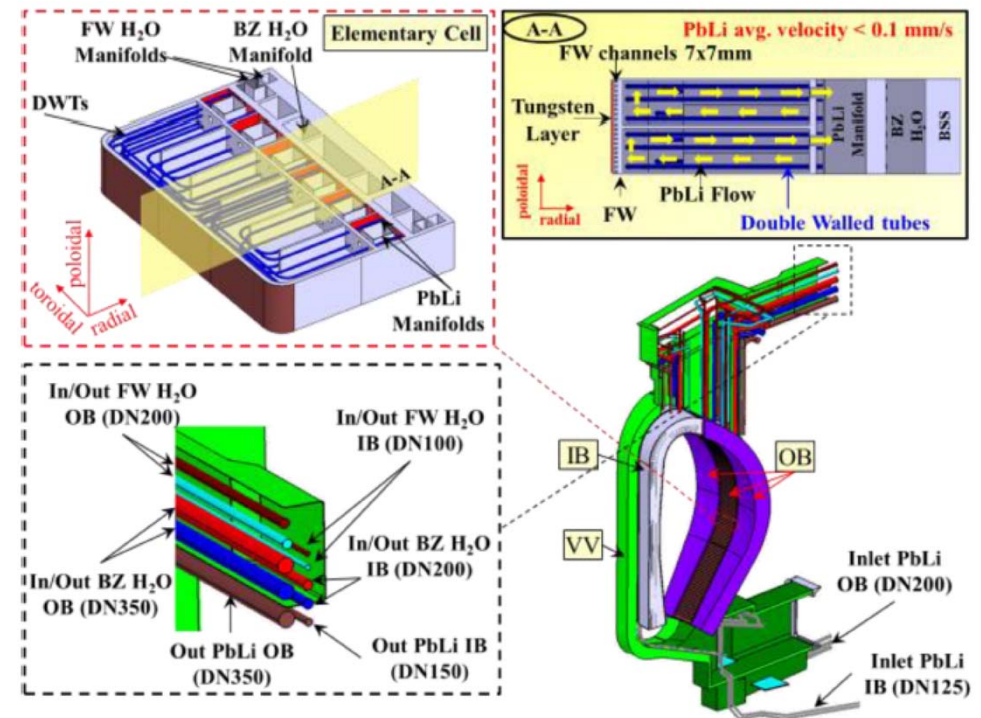 FW H₂O
Manifolds
BZ H₂O
Manifold
Elementary Cell
DWTs
A-A
PbLi
Manifolds
poloidal
toroidal
radial
A-A
PbLi avg. velocity < 0.1 mm/s
FW channels 7x7mm
Tungsten
Layer
PbLi
Manifold
BZ
H₂O
BSS
poloidal
radial
FW
PbLi Flow
Double Walled tubes
In/Out FW H₂O
OB (DN200)
In/Out FW H₂O
IB (DN100)
In/Out BZ H₂O
IB (DN200)
In/Out BZ H₂O
OB (DN350)
Out PbLi OB
(DN350)
Out PbLi IB
(DN150)
IB
OB
VV
Inlet PbLi
OB (DN200)
Inlet PbLi
IB (DN125)